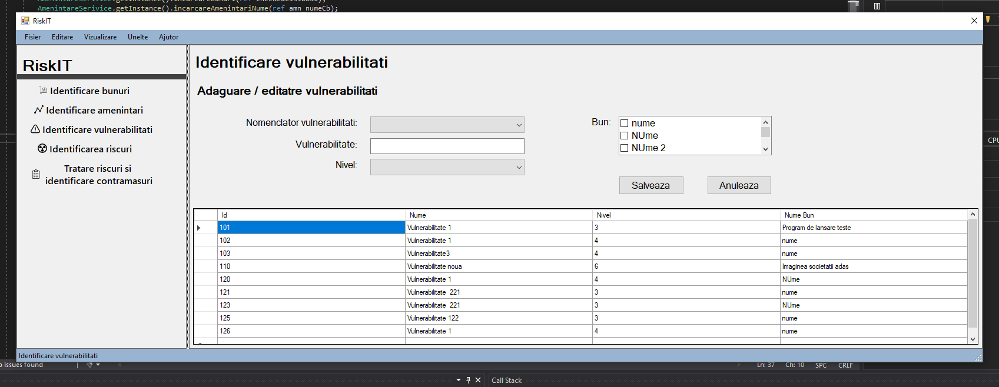 AmenintareSerivice.getInstance().incarcareAmenintariNume(ref amn_numeCb);
RiskIT
Fisier Editare Vizualizare Unelte Ajutor
RiskIT
Identificare bunuri
Identificare amenintari
Identificare vulnerabilitati
Identificarea riscuri
Tratare riscuri si
identificare contramasuri
Identificare vulnerabilitati
Adaguare / editatre vulnerabilitati
Nomenclator vulnerabilitati:
Vulnerabilitate:
Nivel:
Bun:
nume
NUme
NUme 2
Salveaza Anuleaza
Id Nume Nivel Nume Bun
101 Vulnerabilitate 1 3 Program de lansare teste
102 Vulnerabilitate 1 4 nume
103 Vulnerabilitate3 4 nume
110 Vulnerabilitate noua 6 Imaginea societatii adas
120 Vulnerabilitate 1 4 NUme
121 Vulnerabilitate  221 3 nume
123 Vulnerabilitate  221 3 NUme
125 Vulnerabilitate 122 3 nume
126 Vulnerabilitate 1 4 nume
Identificare vulnerabilitati
CPU
o issues found
Ln: 37 Ch: 10 SPC CRLF
Call Stack